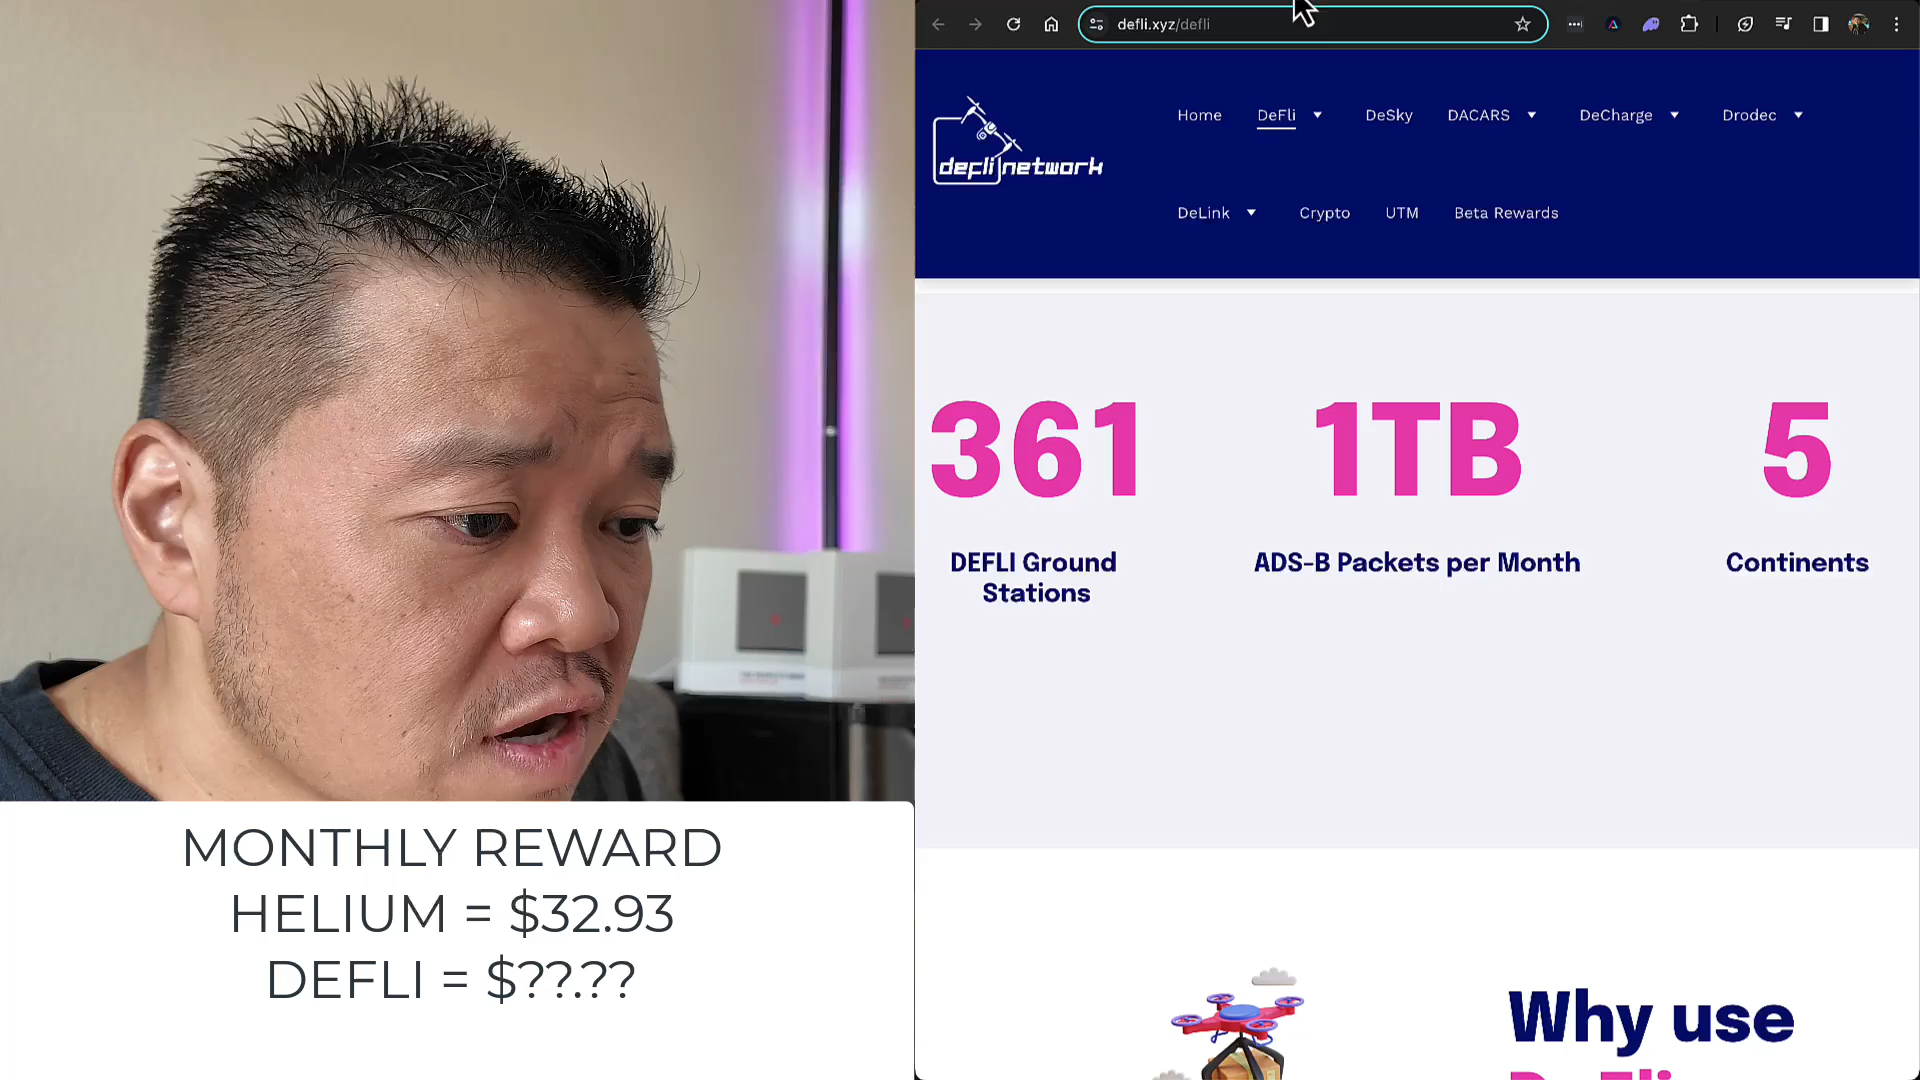 defli.xyz/defli
defli network
Home
DeFli
DeSky
DACARS
DeCharge
Drodec
DeLink
Crypto
UTM
Beta Rewards
361
DEFLI Ground
Stations
1TB
ADS-B Packets per Month
5
Continents
Why use
MONTHLY REWARD
HELIUM = $32.93
DEFLI = $??.??